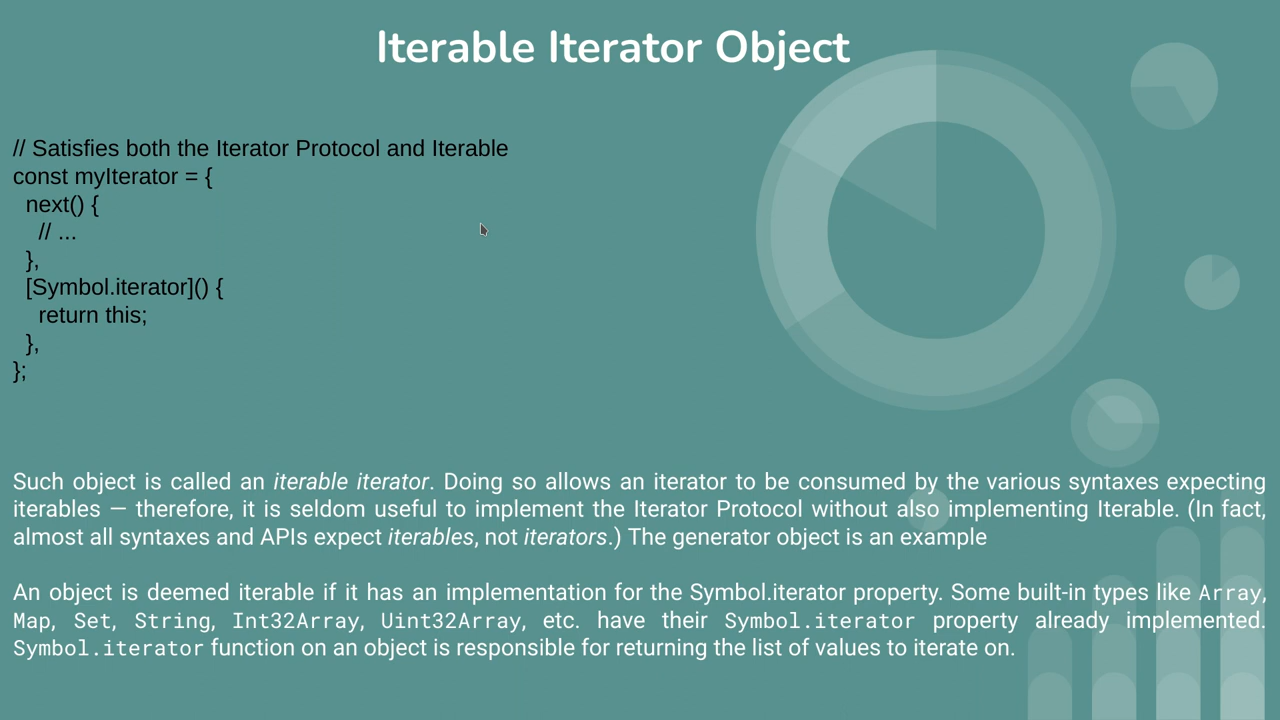 Iterable Iterator Object
// Satisfies both the Iterator Protocol and Iterable
const myIterator = {
  next() {
    // ...
  },
  [Symbol.iterator]() {
    return this;
  },
};
Such object is called an iterable iterator. Doing so allows an iterator to be consumed by the various syntaxes expecting
iterables — therefore, it is seldom useful to implement the Iterator Protocol without also implementing Iterable. (In fact,
almost all syntaxes and APIs expect iterables, not iterators.) The generator object is an example
An object is deemed iterable if it has an implementation for the Symbol.iterator property. Some built-in types like Array,
Map, Set, String, Int32Array, Uint32Array, etc. have their Symbol.iterator property already implemented.
Symbol.iterator function on an object is responsible for returning the list of values to iterate on.